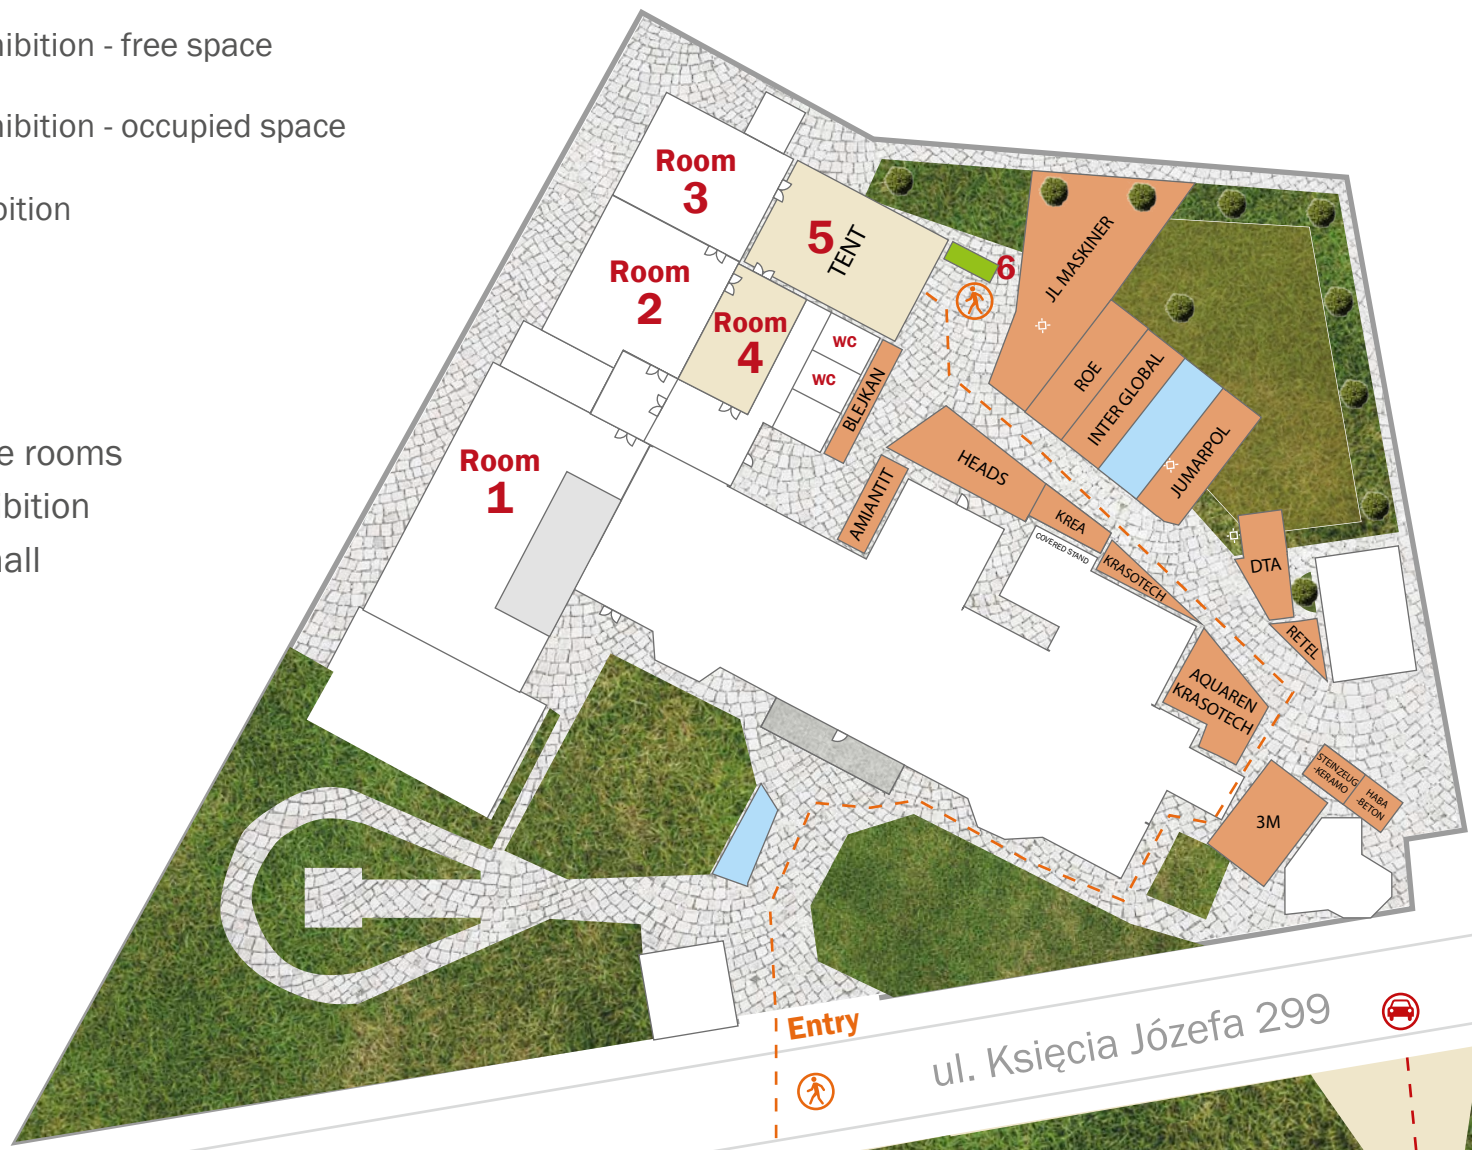 ibition - free space
ibition - occupied space
bition
e rooms
bition
hall
Room
3
Room
2
5
TENT
Room
4
wc
wc
BLEJKAN
6
JL MASKINER
ROE
INTER GLOBAL
JUMARPOL
Room
1
AMIANTIT
HEADS
KREA
COVERED STAND
KRASOTECH
DTA
RETEL
AQUAREN
KRASOTECH
STEINZEUG
-KERAMO
HABA
-BETON
3M
Entry
ul. Księcia Józefa 299